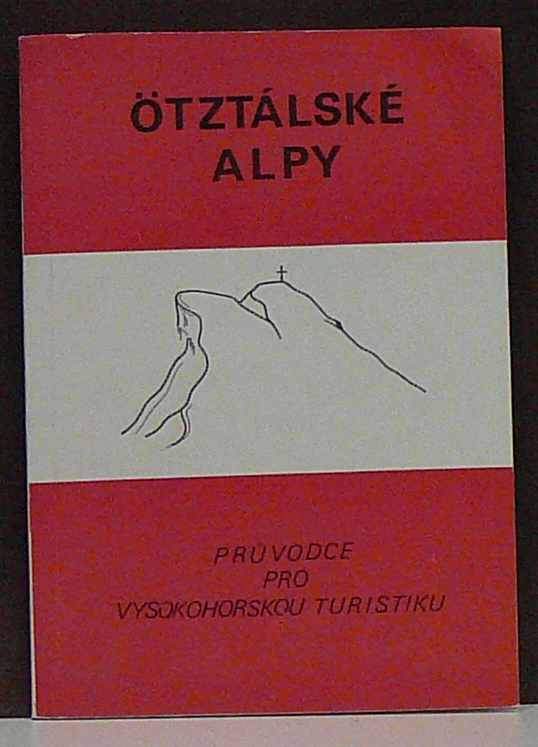 ÖTZTÁLSKÉ
ALPY
PRŮVODCE
PRO
VYSOKOHORSKOU TURISTIKU